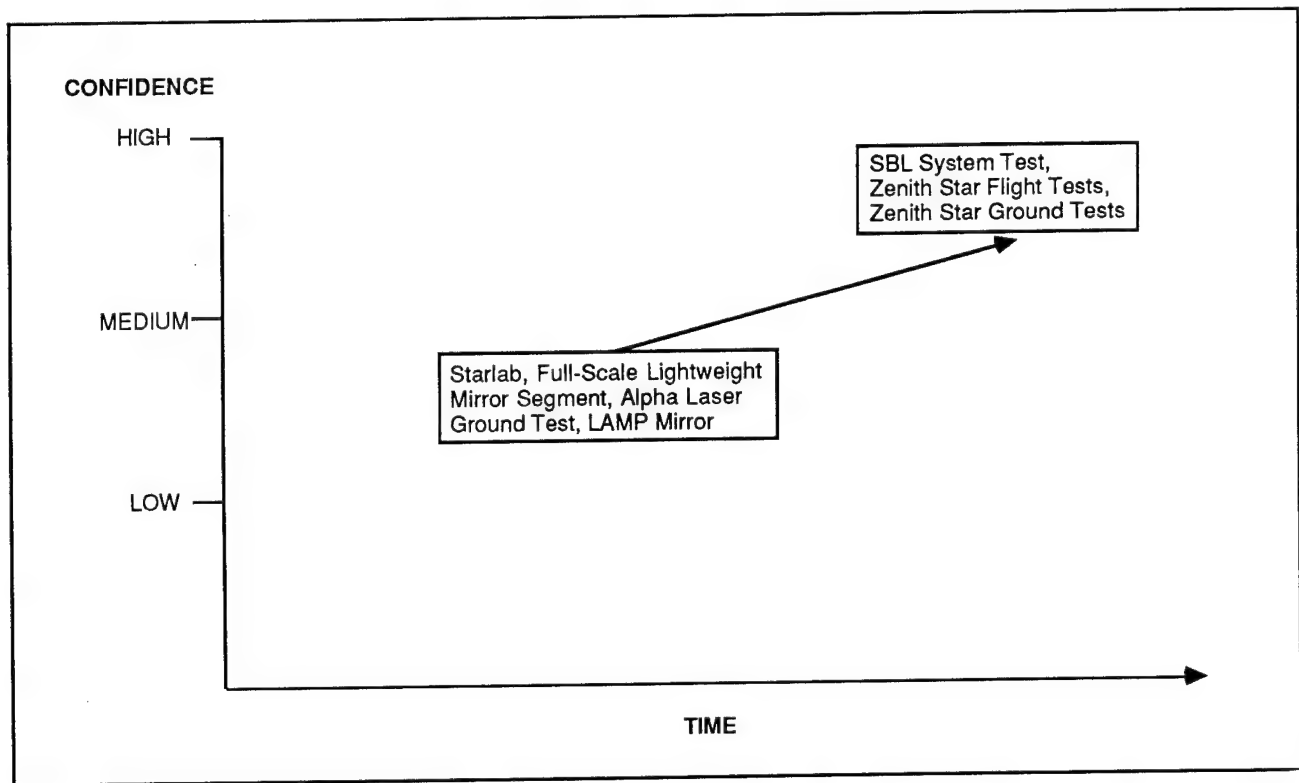 CONFIDENCE
HIGH
SBL System Test,
Zenith Star Flight Tests,
Zenith Star Ground Tests
MEDIUM
Starlab, Full-Scale Lightweight
Mirror Segment, Alpha Laser
Ground Test, LAMP Mirror
LOW
TIME